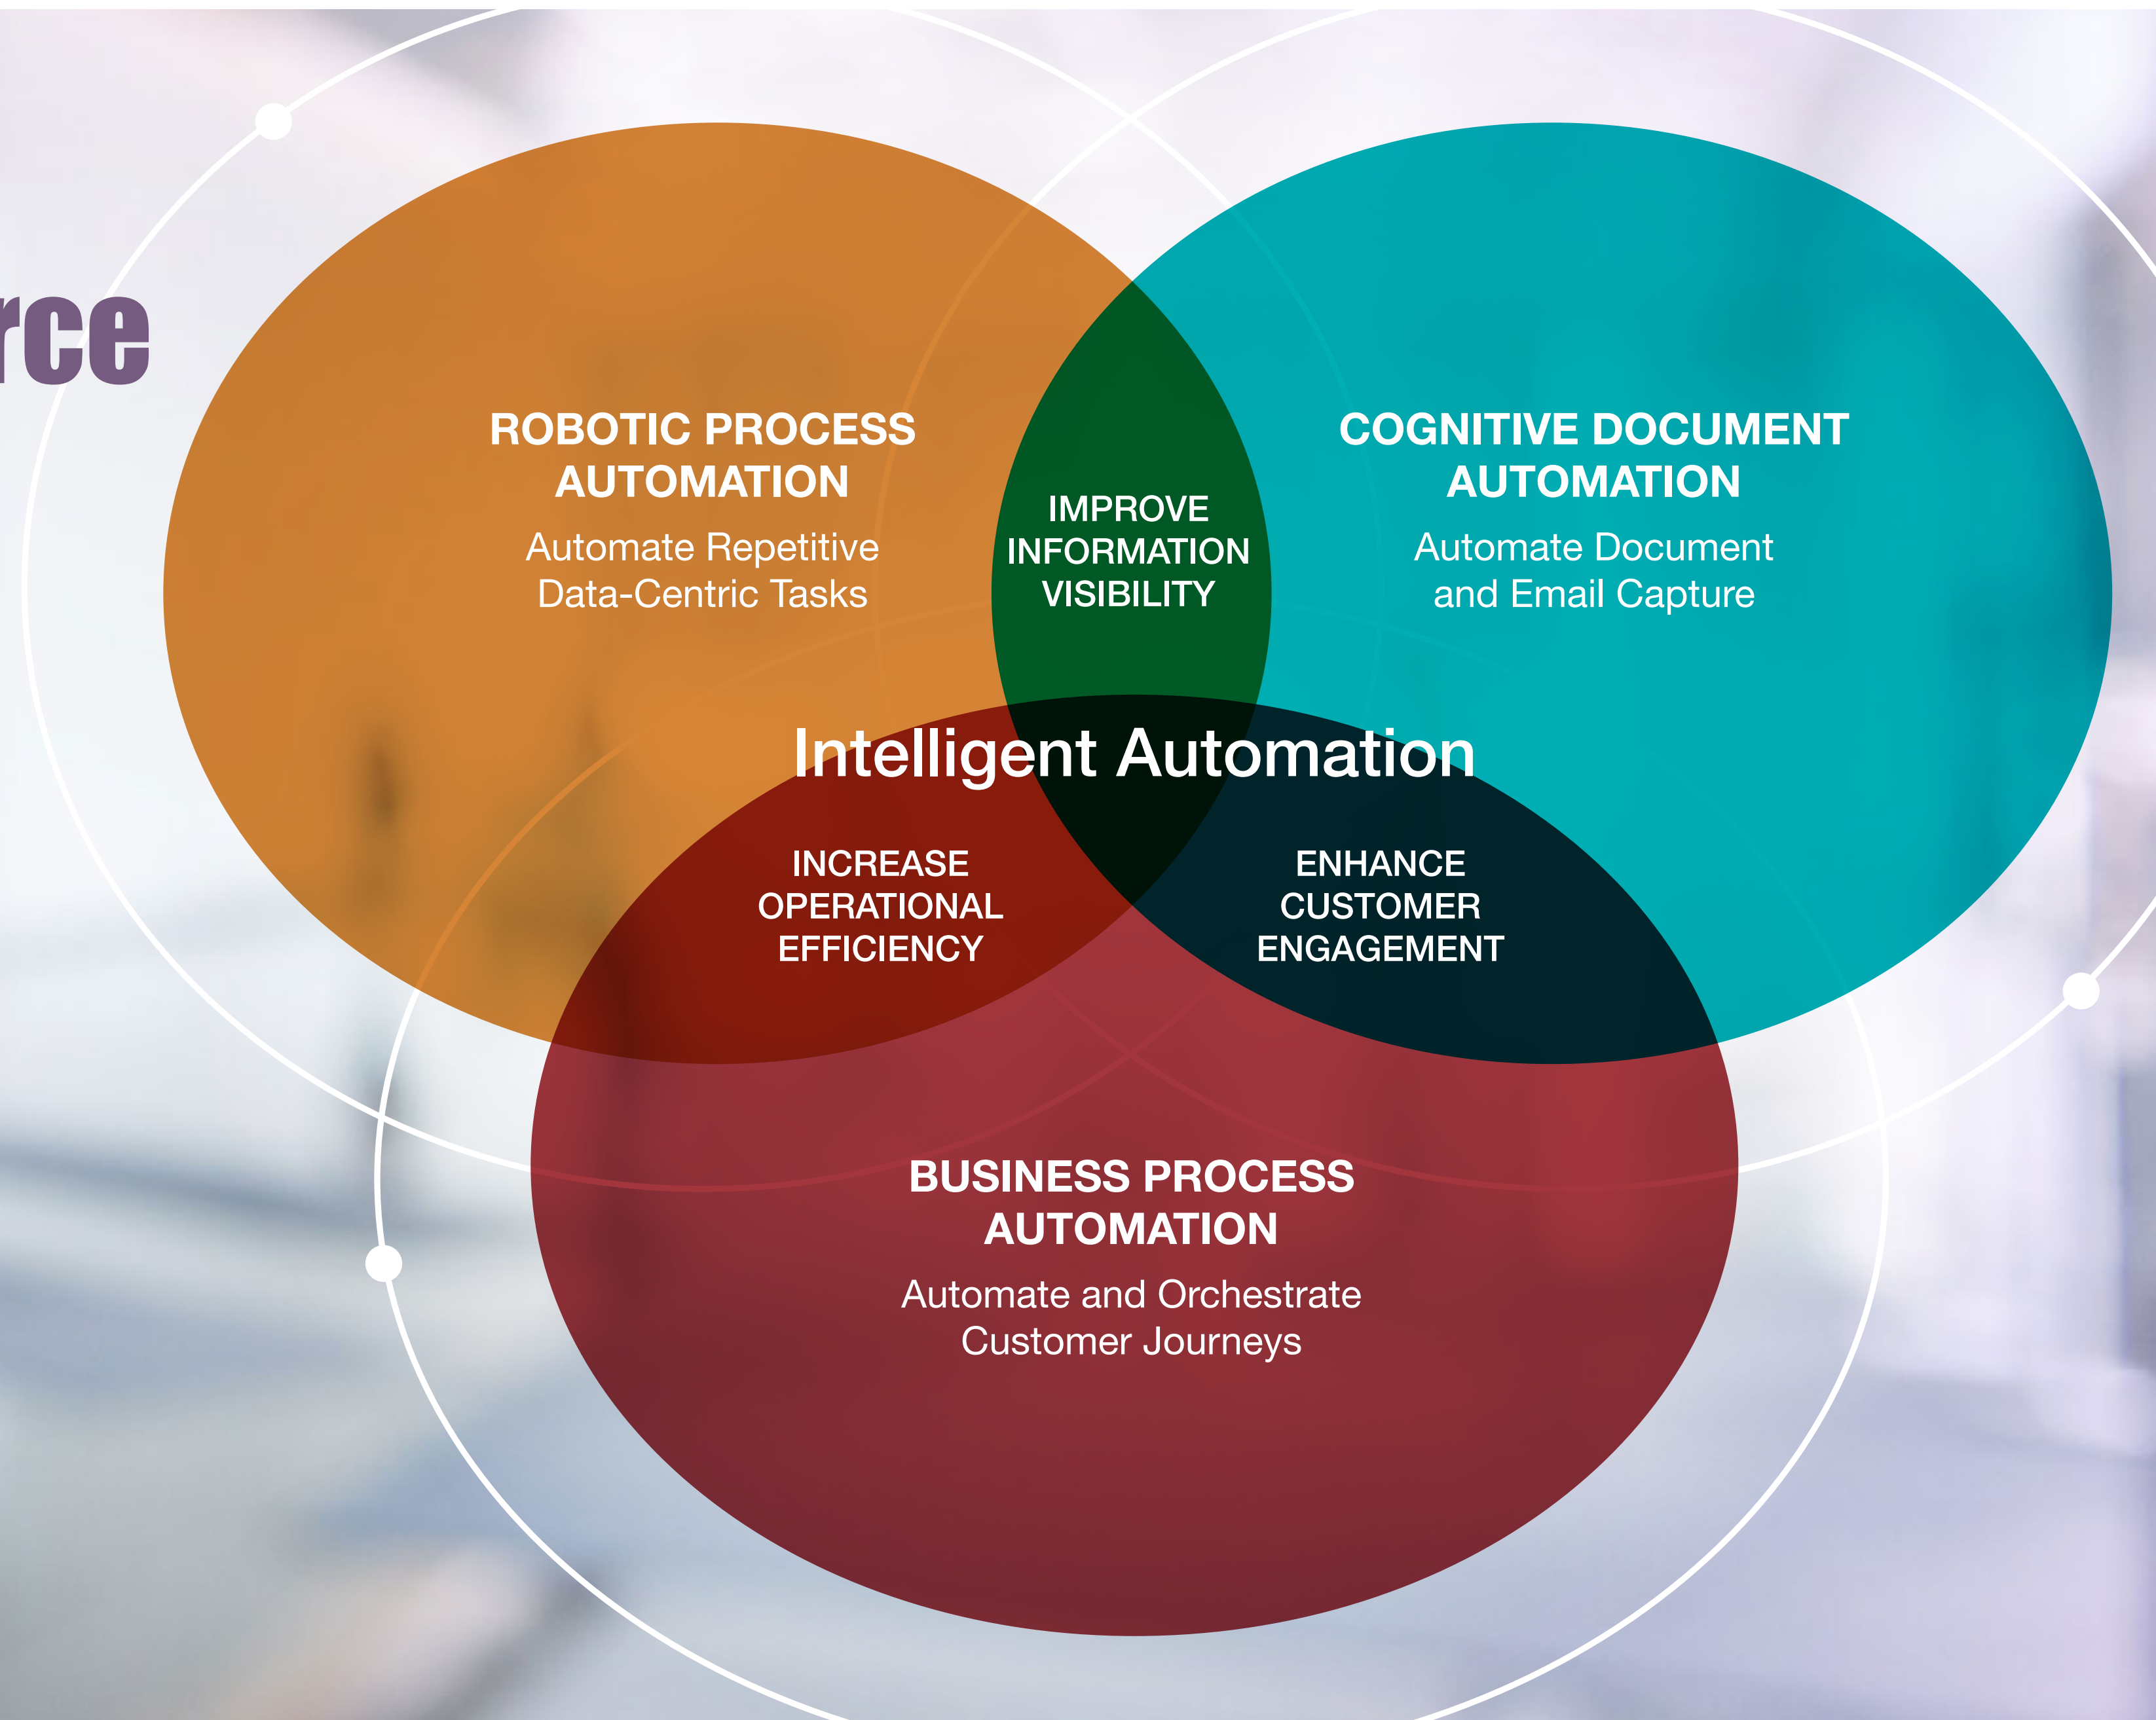 rce
ROBOTIC PROCESS
AUTOMATION
Automate Repetitive
Data-Centric Tasks
IMPROVE
INFORMATION
VISIBILITY
COGNITIVE DOCUMENT
AUTOMATION
Automate Document
and Email Capture
Intelligent Automation
INCREASE
OPERATIONAL
EFFICIENCY
ENHANCE
CUSTOMER
ENGAGEMENT
BUSINESS PROCESS
AUTOMATION
Automate and Orchestrate
Customer Journeys